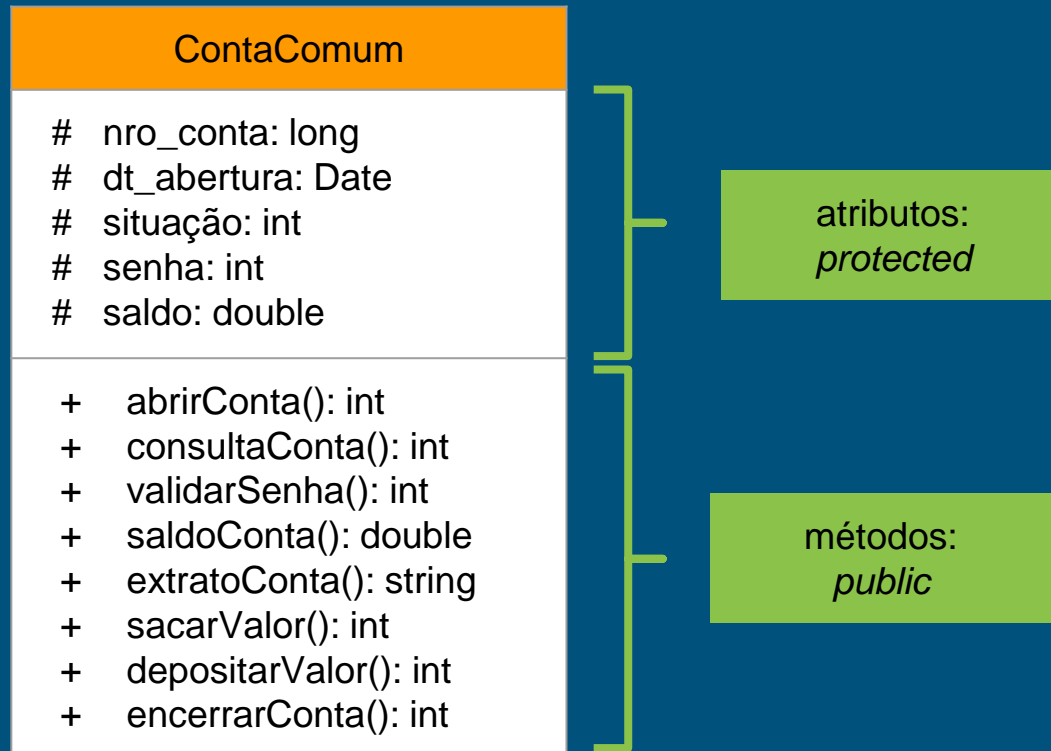 ContaComum
# nro_conta: long
# dt_abertura: Date
# situação: int
# senha: int
# saldo: double
atributos:
protected
+ abrirConta(): int
+ consultaConta(): int
+ validarSenha(): int
+ saldoConta(): double
+ extratoConta(): string
+ sacarValor(): int
+ depositarValor(): int
+ encerrarConta(): int
métodos:
public